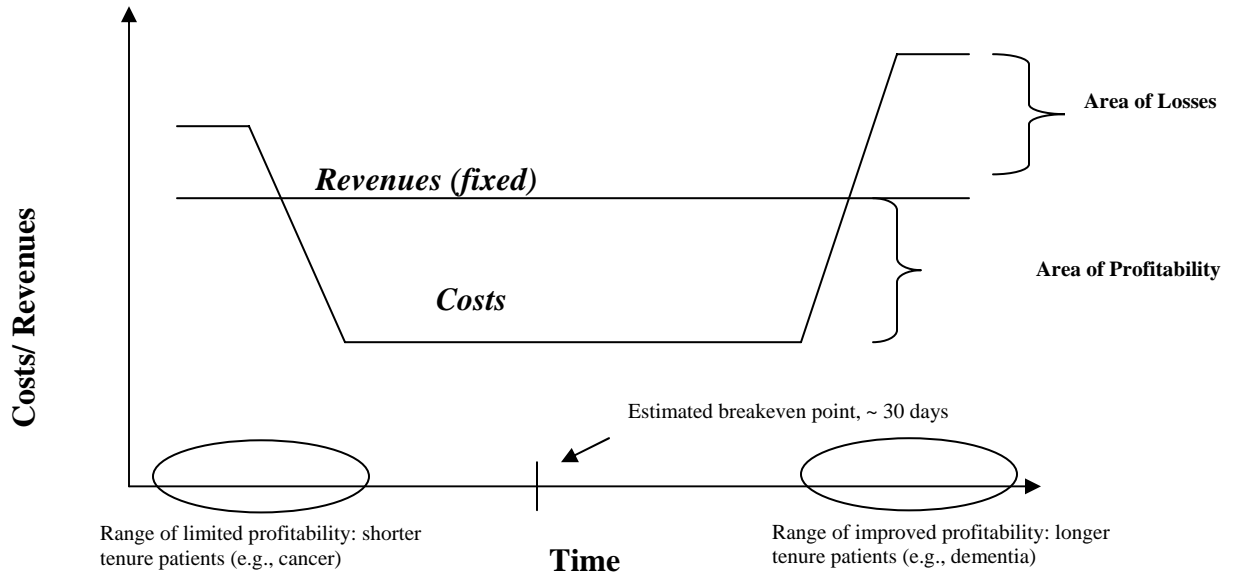 Area of Losses
Revenues (fixed)
Costs/ Revenues
Area of Profitability
Costs
Estimated breakeven point, ~ 30 days
Range of limited profitability: shorter
tenure patients (e.g., cancer)
Range of improved profitability: longer
tenure patients (e.g., dementia)
Time